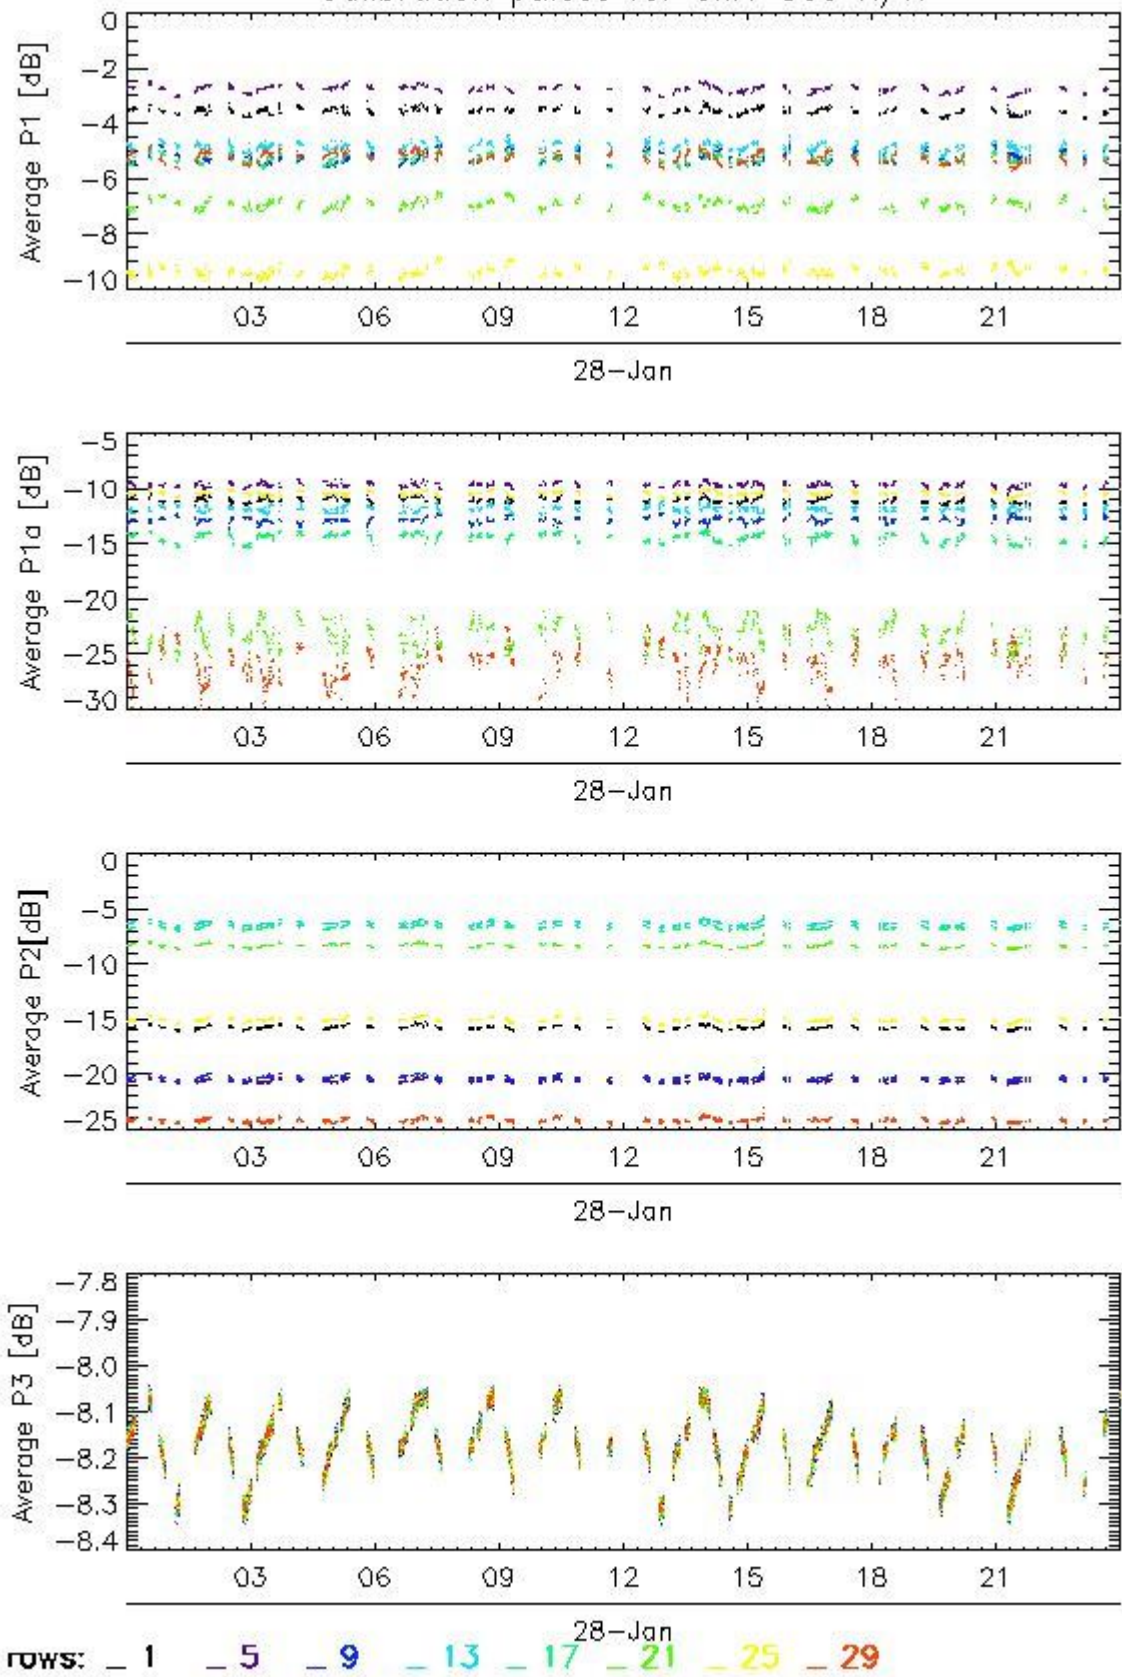 0
−2
−4
−6
−8
−10
Average P1 [dB]
03 06 09 12 15 18 21
28−Jan
−5
−10
−15
−20
−25
−30
Average P1a [dB]
03 06 09 12 15 18 21
28−Jan
0
−5
−10
−15
−20
−25
Average P2[dB]
03 06 09 12 15 18 21
28−Jan
−7.8
−7.9
−8.0
−8.1
−8.2
−8.3
−8.4
Average P3 [dB]
03 06 09 12 15 18 21
28−Jan
rows: _ 1 _ 5 _ 9 _ 13 _ 17 _ 21 _ 25 _ 29